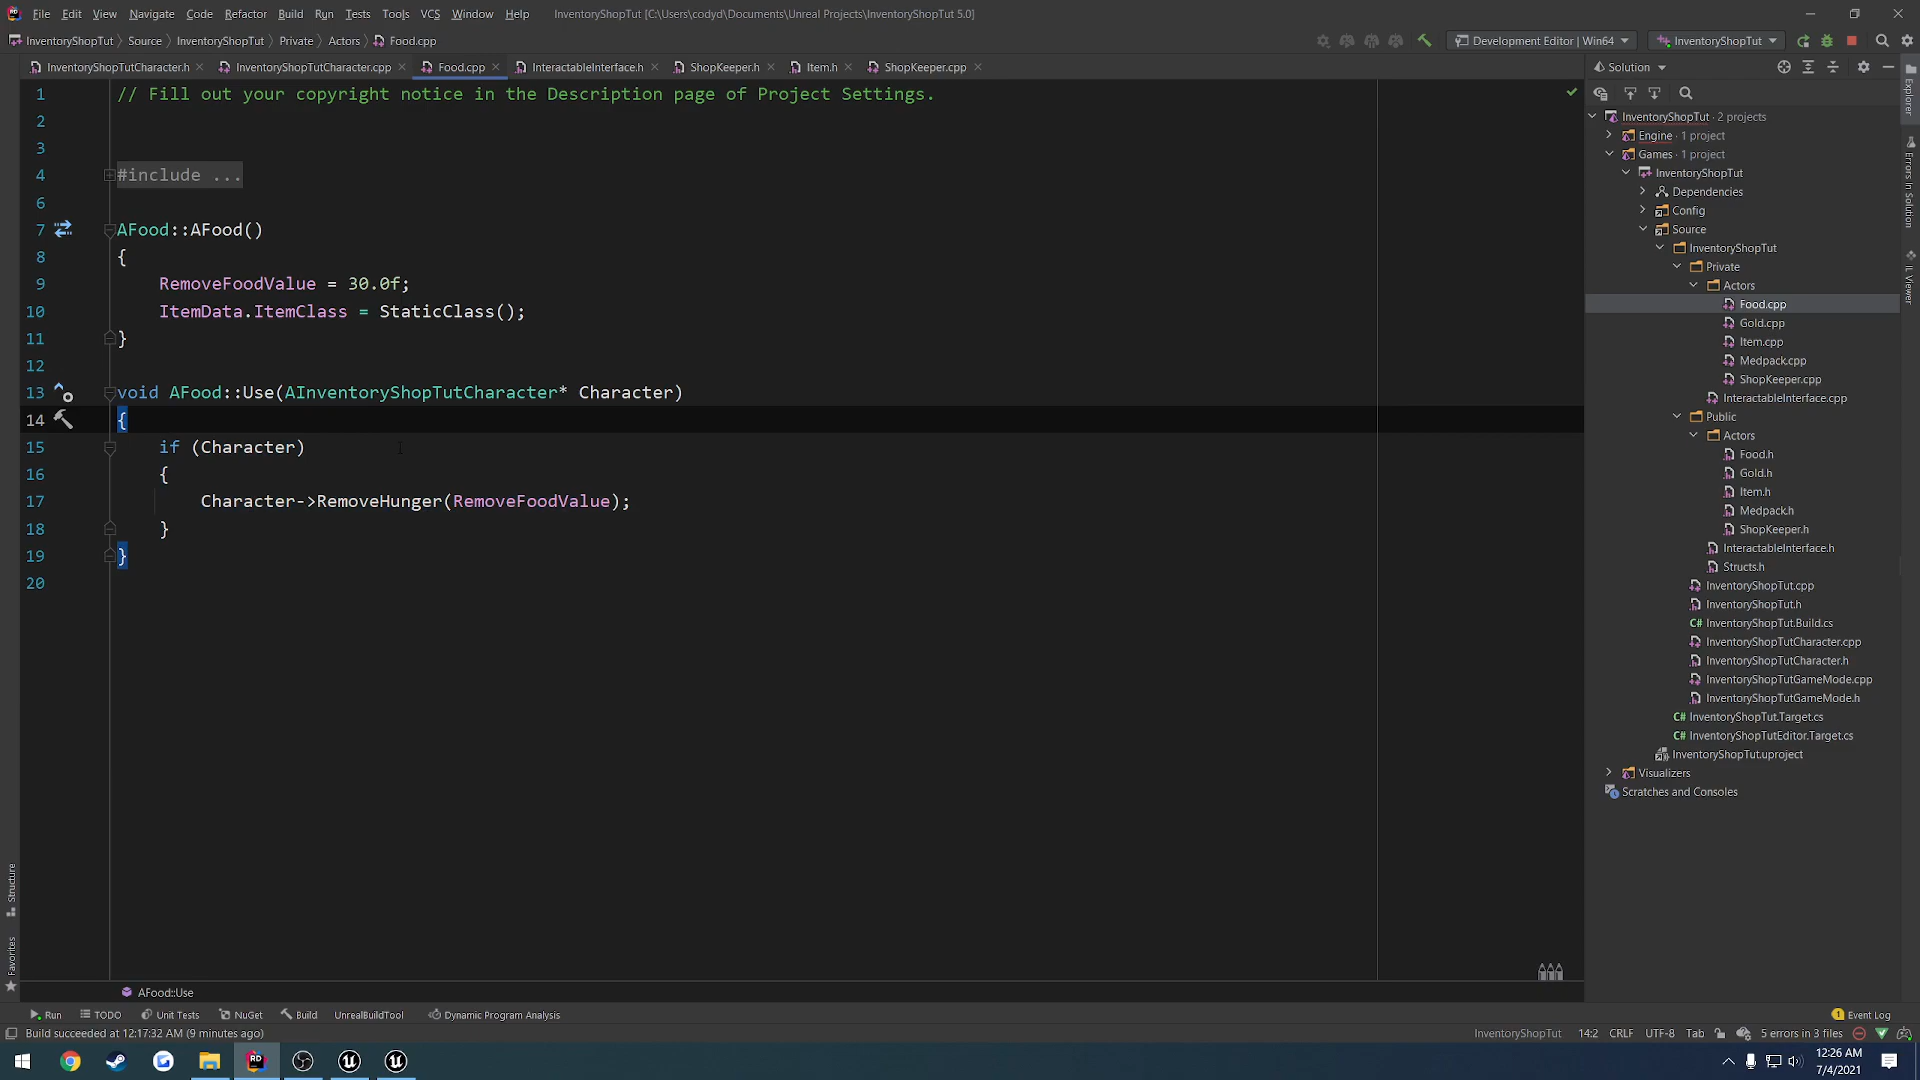 File Edit View Navigate Code Refactor Build Run Tests Tools VCS Window Help InventoryShopTut [C:\Users\codyd\Documents\Unreal Projects\InventoryShopTut 5.0]
InventoryShopTut Source InventoryShopTut Private Actors Food.cpp Development Editor | Win64 InventoryShopTut
InventoryShopTutCharacter.h InventoryShopTutCharacter.cpp Food.cpp InteractableInterface.h ShopKeeper.h Item.h ShopKeeper.cpp
1 // Fill out your copyright notice in the Description page of Project Settings.
2
3
4 #include ...
6
7 AFood::AFood()
8 {
9 RemoveFoodValue = 30.0f;
10 ItemData.ItemClass = StaticClass();
11 }
12
13 void AFood::Use(AInventoryShopTutCharacter* Character)
14 {
15 if (Character)
16 {
17 Character->RemoveHunger(RemoveFoodValue);
18 }
19 }
20
Solution
InventoryShopTut · 2 projects
Engine · 1 project
Games · 1 project
InventoryShopTut
Dependencies
Config
Source
InventoryShopTut
Private
Actors
Food.cpp
Gold.cpp
Item.cpp
Medpack.cpp
ShopKeeper.cpp
InteractableInterface.cpp
Public
Actors
Food.h
Gold.h
Item.h
Medpack.h
ShopKeeper.h
InteractableInterface.h
Structs.h
InventoryShopTut.cpp
InventoryShopTut.h
C# InventoryShopTut.Build.cs
InventoryShopTutCharacter.cpp
InventoryShopTutCharacter.h
InventoryShopTutGameMode.cpp
InventoryShopTutGameMode.h
C# InventoryShopTut.Target.cs
C# InventoryShopTutEditor.Target.cs
InventoryShopTut.uproject
Visualizers
Scratches and Consoles
Explorer
Errors In Solution
IL Viewer
Structure
Favorites
AFood::Use
Run TODO Unit Tests NuGet Build UnrealBuildTool Dynamic Program Analysis 1 Event Log
Build succeeded at 12:17:32 AM (9 minutes ago) InventoryShopTut 14:2 CRLF UTF-8 Tab 5 errors in 3 files
12:26 AM
7/4/2021